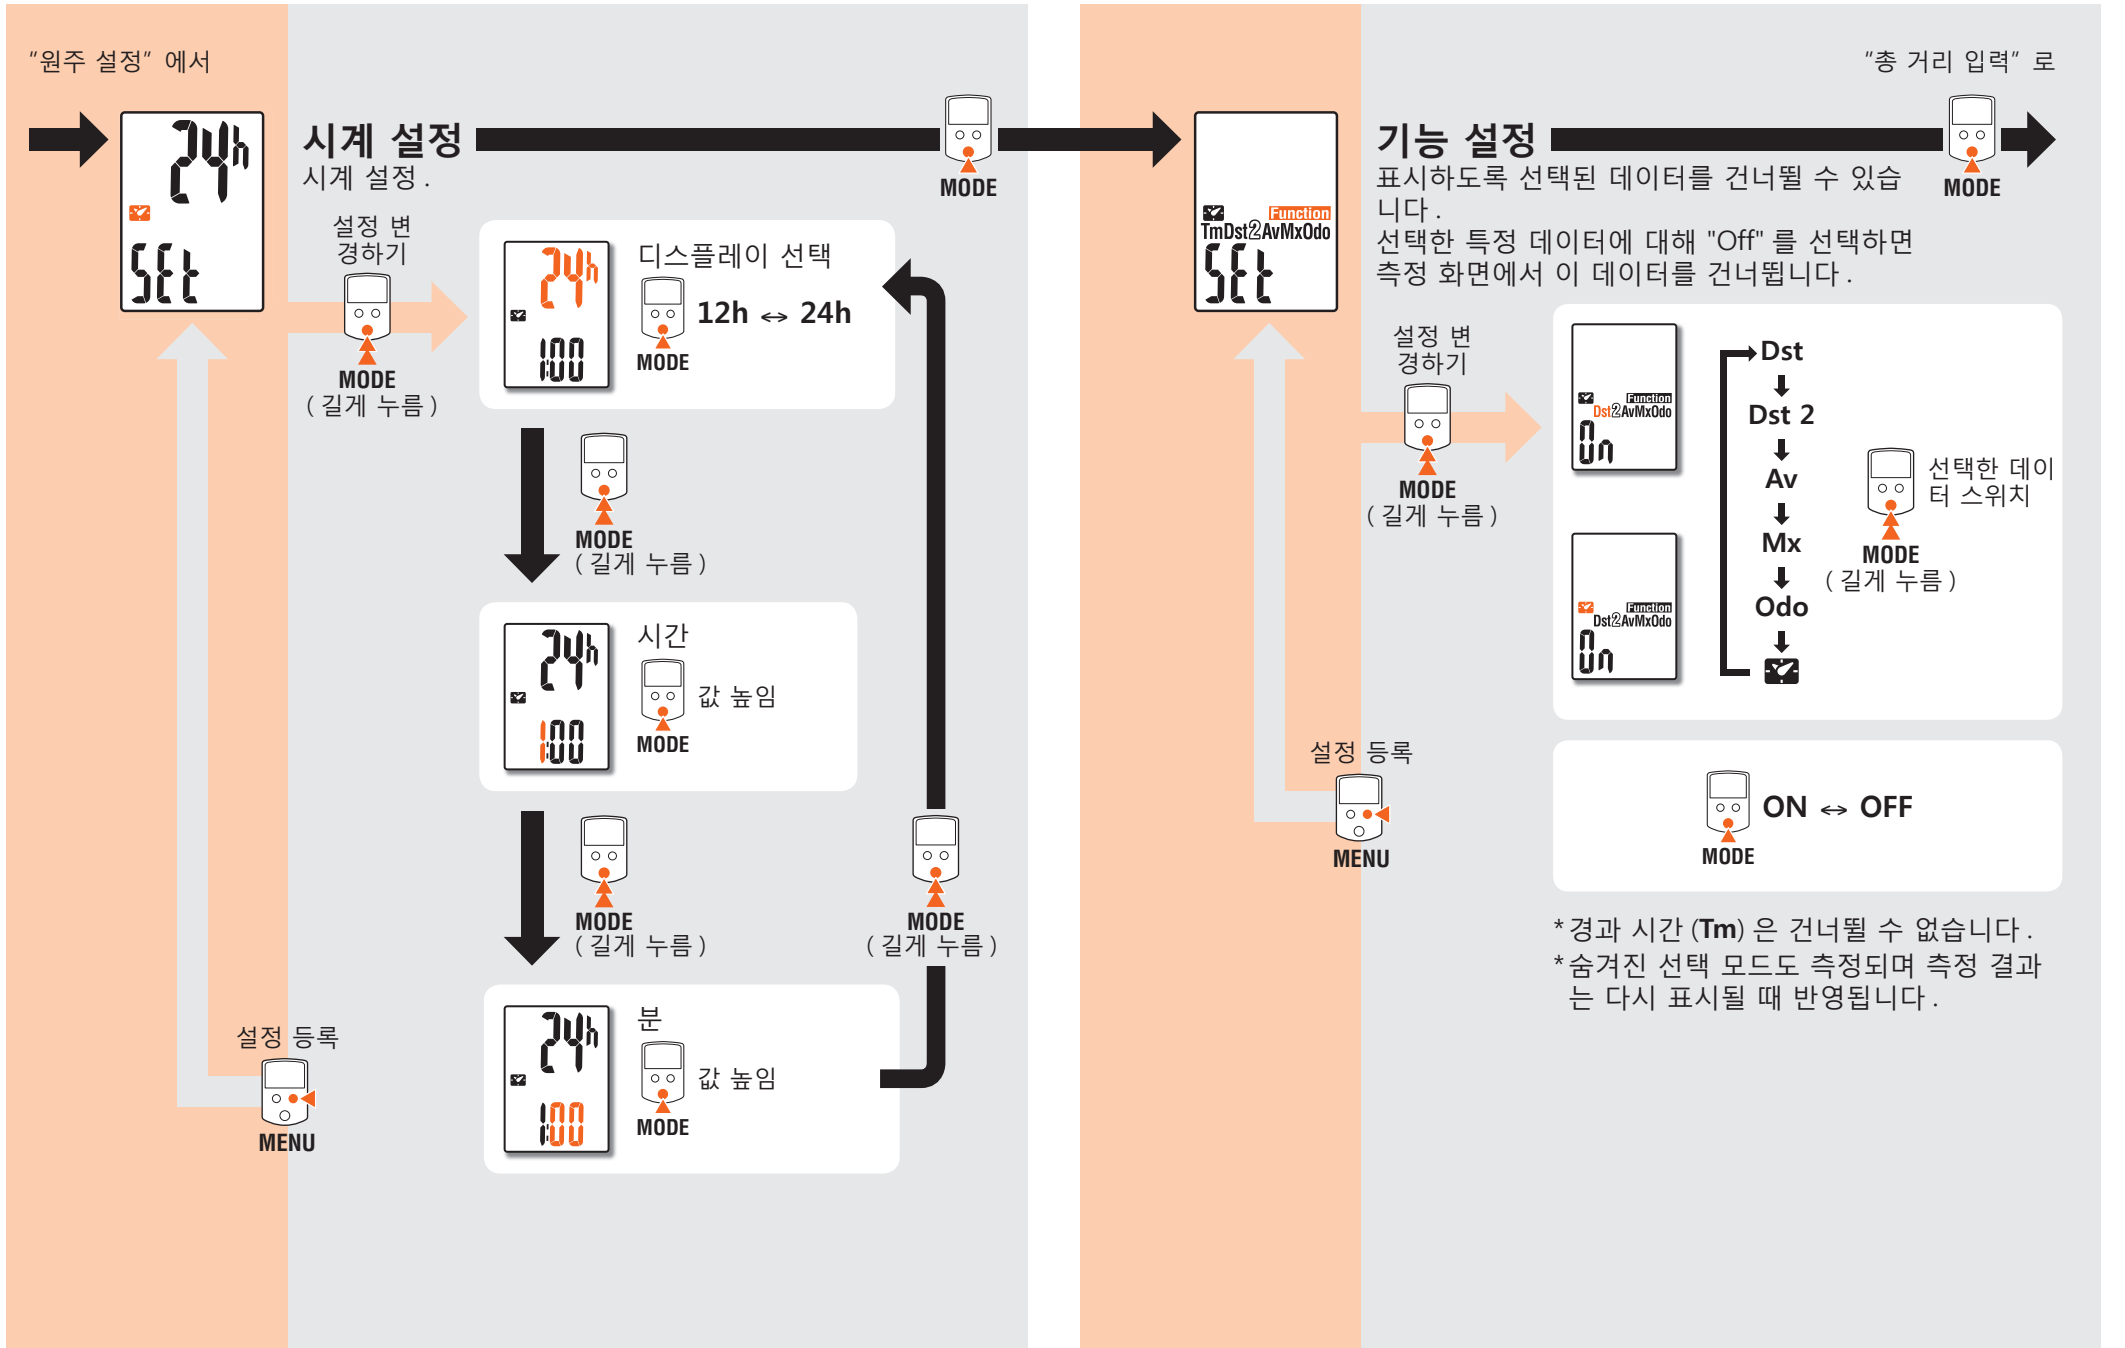 "원주 설정" 에서
24h
SEt
시계 설정
시계 설정 .
MODE
설정 변
경하기
MODE
( 길게 누름 )
24h
1:00
디스플레이 선택
12h ↔ 24h
MODE
MODE
( 길게 누름 )
24h
1:00
시간
값 높임
MODE
MODE
( 길게 누름 )
MODE
( 길게 누름 )
24h
1:00
분
값 높임
MODE
설정 등록
MENU
"총 거리 입력" 로
Function
TmDst2AvMxOdo
SEt
기능 설정
표시하도록 선택된 데이터를 건너뛸 수 있습
니다 .
선택한 특정 데이터에 대해 "Off" 를 선택하면
측정 화면에서 이 데이터를 건너뜁니다 .
MODE
설정 변
경하기
MODE
( 길게 누름 )
Function
Dst2AvMxOdo
On
Function
Dst2AvMxOdo
On
Dst
Dst 2
Av
Mx
Odo
선택한 데이
터 스위치
MODE
( 길게 누름 )
설정 등록
MENU
ON ↔ OFF
MODE
* 경과 시간 (Tm) 은 건너뛸 수 없습니다 .
* 숨겨진 선택 모드도 측정되며 측정 결과
는 다시 표시될 때 반영됩니다 .